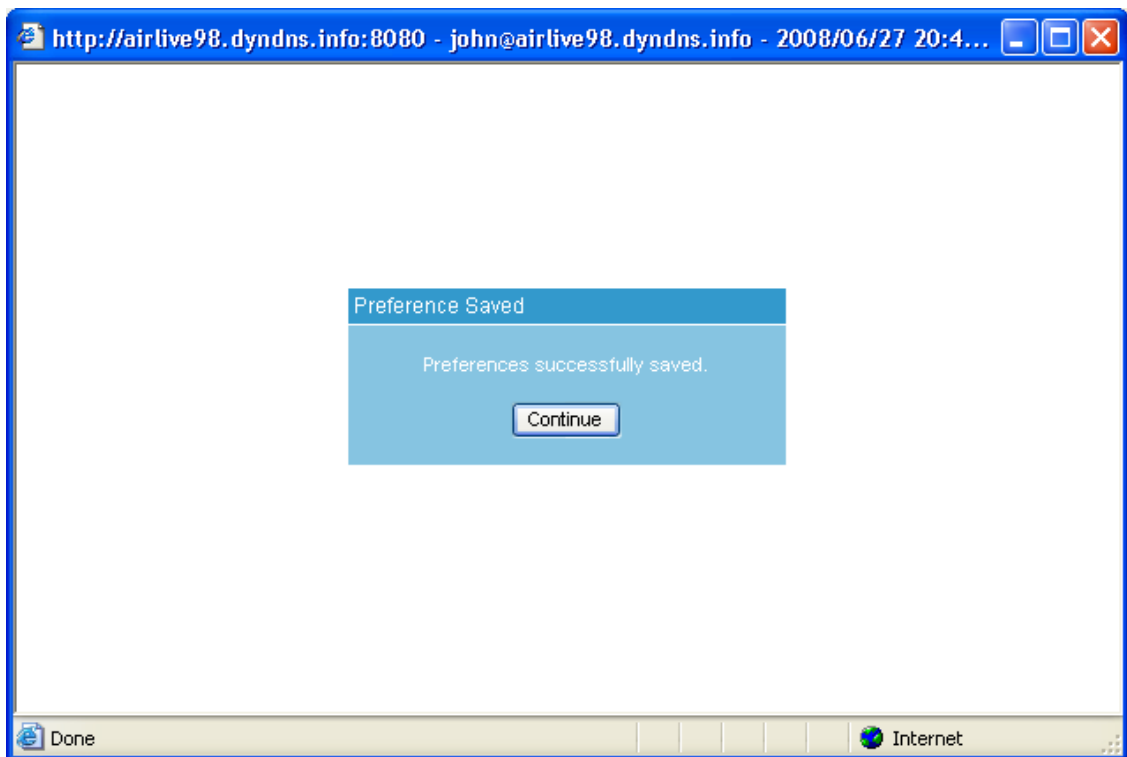 http://airlive98.dyndns.info:8080 - john@airlive98.dyndns.info - 2008/06/27 20:4...
Preference Saved
Preferences successfully saved.
Continue
Done
Internet